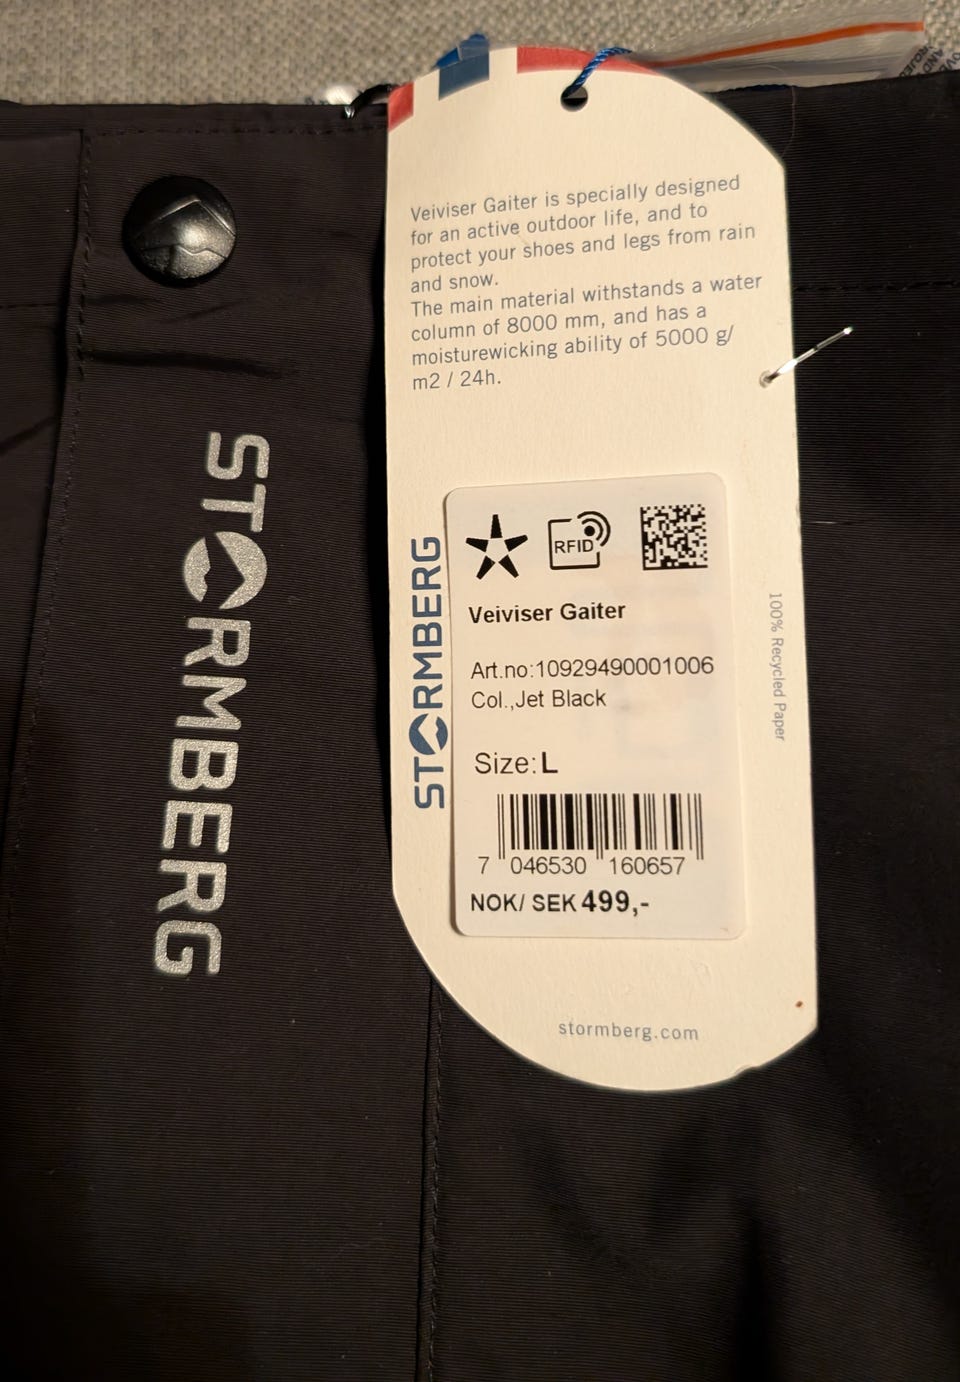 Veiviser Gaiter is specially designed
for an active outdoor life, and to
protect your shoes and legs from rain
and snow.
The main material withstands a water
column of 8000 mm, and has a
moisturewicking ability of 5000 g/
m2 / 24h.
STORMBERG
STORMBERG
RFID
Veiviser Gaiter
Art.no:10929490001006
Col.,Jet Black
Size: L
7 046530 160657
NOK/ SEK 499,-
100% Recycled Paper
stormberg.com